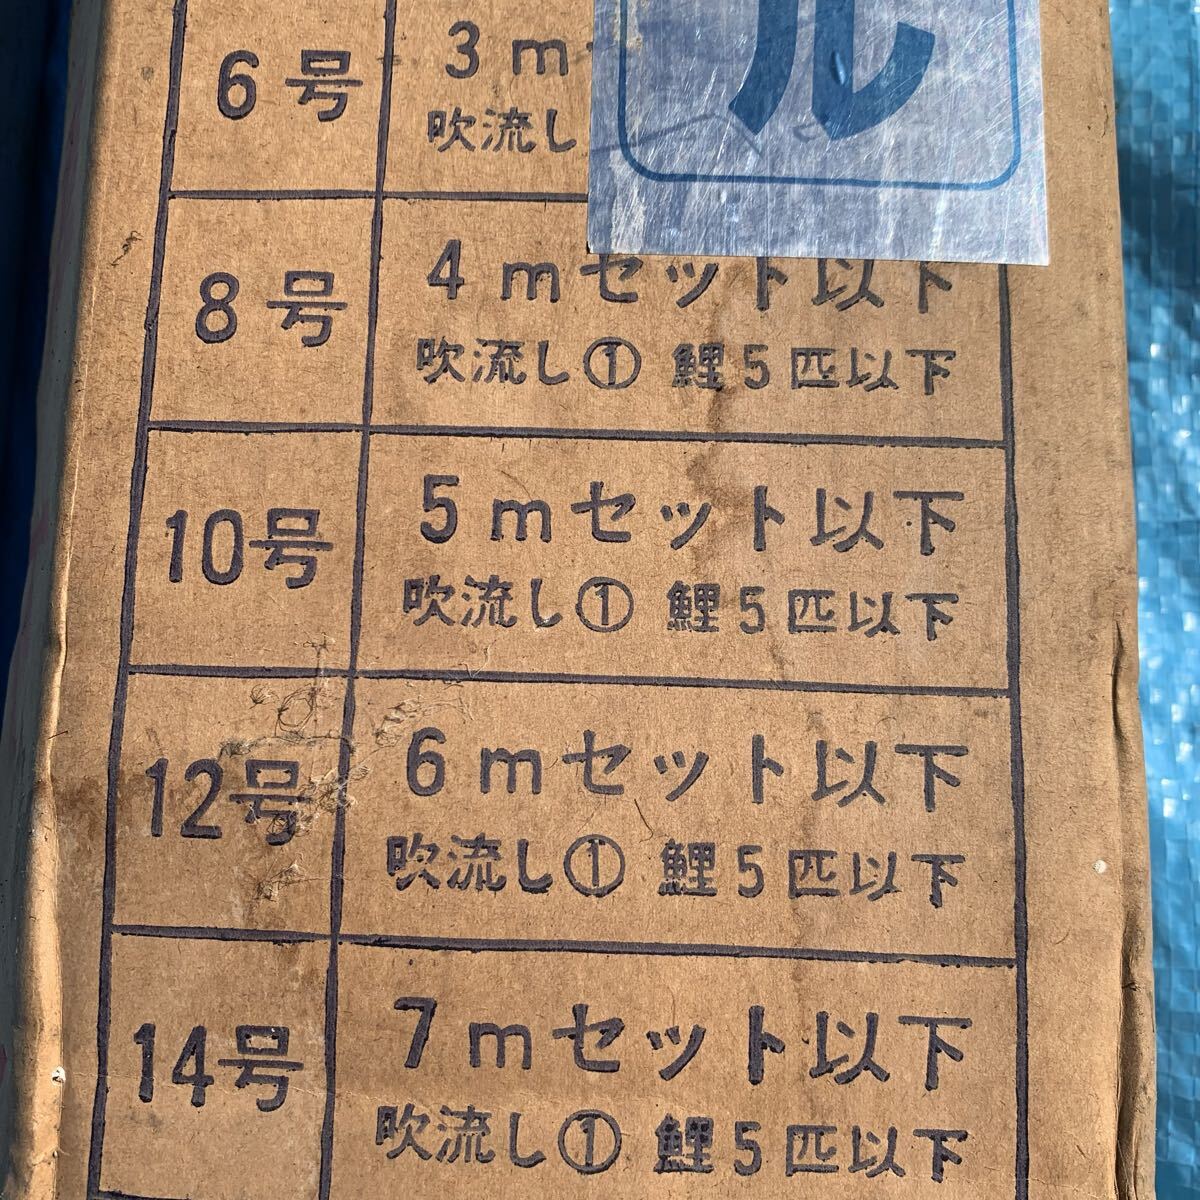 ル
6号
3m
吹流し
8号
4mセット以下
吹流し① 鯉5匹以下
10号
5mセット以下
吹流し① 鯉5匹以下
12号
6mセット以下
吹流し① 鯉5匹以下
14号
7mセット以下
吹流し① 鯉5匹以下